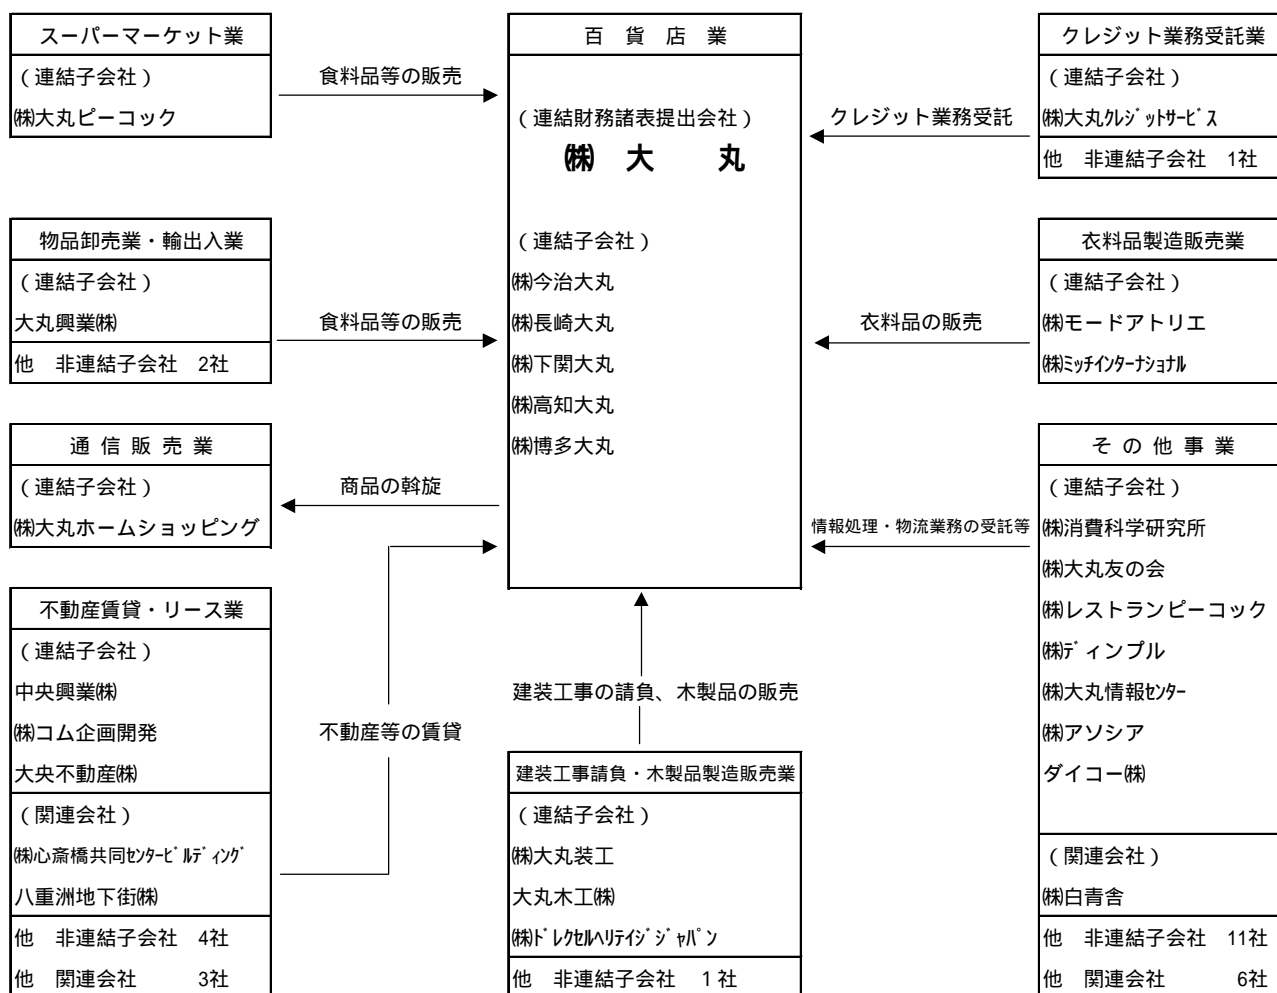 スーパーマーケット業
（連結子会社）
㈱大丸ピーコック
食料品等の販売
物品卸売業・輸出入業
（連結子会社）
大丸興業㈱
他　非連結子会社　2社
食料品等の販売
通 信 販 売 業
（連結子会社）
㈱大丸ホームショッピング
商品の斡旋
不動産賃貸・リース業
（連結子会社）
中央興業㈱
㈱コム企画開発
大央不動産㈱
（関連会社）
㈱心斎橋共同ｾﾝﾀｰﾋﾞﾙﾃﾞｨﾝｸﾞ
八重洲地下街㈱
他　非連結子会社　4社
他　関連会社　　　3社
不動産等の賃貸
百　貨　店　業
（連結財務諸表提出会社）
㈱　大　　丸
（連結子会社）
㈱今治大丸
㈱長崎大丸
㈱下関大丸
㈱高知大丸
㈱博多大丸
建装工事の請負、木製品の販売
建装工事請負・木製品製造販売業
（連結子会社）
㈱大丸装工
大丸木工㈱
㈱ﾄﾞﾚｸｾﾙﾍﾘﾃｲｼﾞｼﾞｬﾊﾟﾝ
他　非連結子会社　1社
クレジット業務受託業
（連結子会社）
㈱大丸ｸﾚｼﾞｯﾄｻｰﾋﾞｽ
他　非連結子会社　1社
クレジット業務受託
衣料品製造販売業
（連結子会社）
㈱モードアトリエ
㈱ﾐｯﾁｲﾝﾀｰﾅｼｮﾅﾙ
衣料品の販売
そ の 他 事 業
（連結子会社）
㈱消費科学研究所
㈱大丸友の会
㈱レストランピーコック
㈱ﾃﾞィンプル
㈱大丸情報ｾﾝﾀｰ
㈱アソシア
ダイコー㈱
（関連会社）
㈱白青舎
他　非連結子会社　11社
他　関連会社　　　6社
情報処理・物流業務の受託等